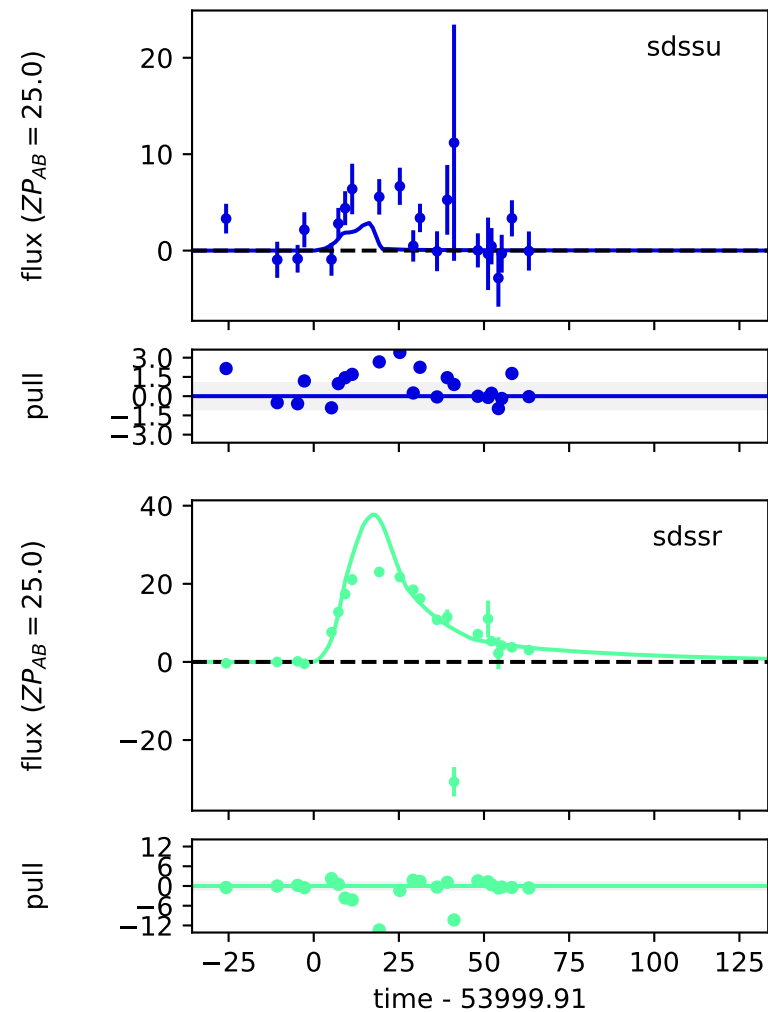 sdssu
flux (ZP_AB = 25.0)
20
10
0
pull
3.0
1.5
0.0
−1.5
−3.0
sdssr
flux (ZP_AB = 25.0)
40
20
0
−20
pull
12
6
0
−6
−12
−25 0 25 50 75 100 125
time - 53999.91